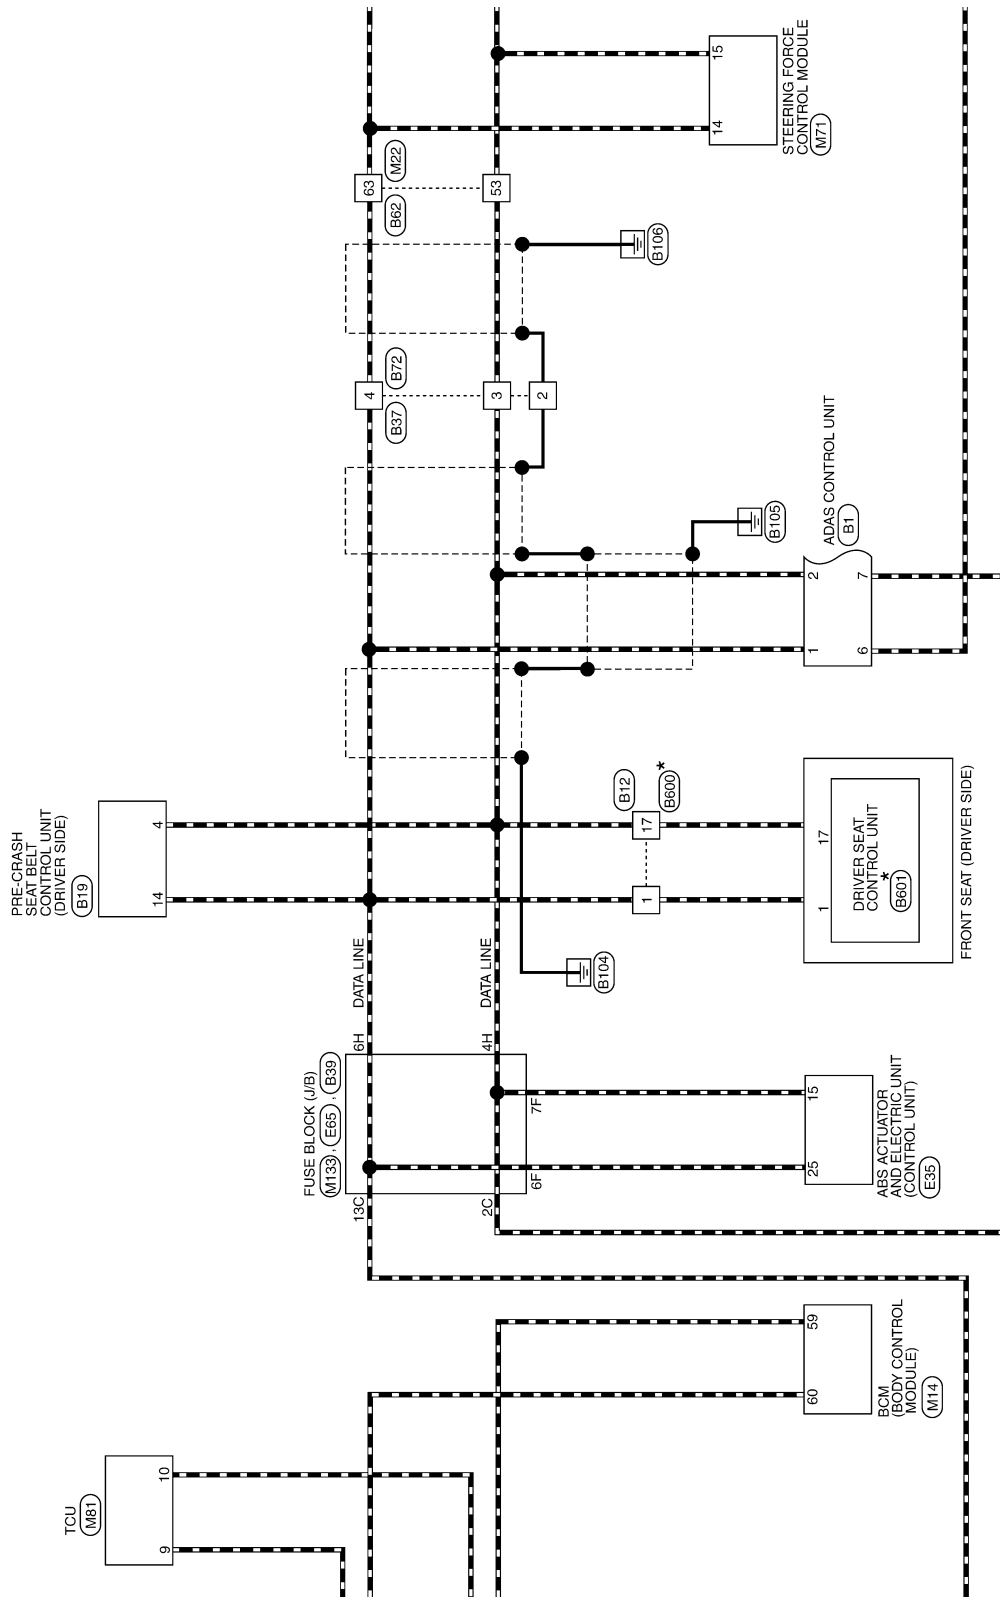 TCU
M81
9
10
BCM
(BODY CONTROL
MODULE)
M14
60
59
FUSE BLOCK (J/B)
M133 , E65 , B39
13C
2C
6H
4H
6F
7F
DATA LINE
DATA LINE
ABS ACTUATOR
AND ELECTRIC UNIT
(CONTROL UNIT)
E35
25
15
PRE-CRASH
SEAT BELT
CONTROL UNIT
(DRIVER SIDE)
B19
14
4
B104
1
17
B12
B600 *
1
17
DRIVER SEAT
CONTROL UNIT
*
B601
FRONT SEAT (DRIVER SIDE)
ADAS CONTROL UNIT
B1
1
2
6
7
B105
B37
B72
4
3
2
B106
B62
M22
63
53
14
15
STEERING FORCE
CONTROL MODULE
M71